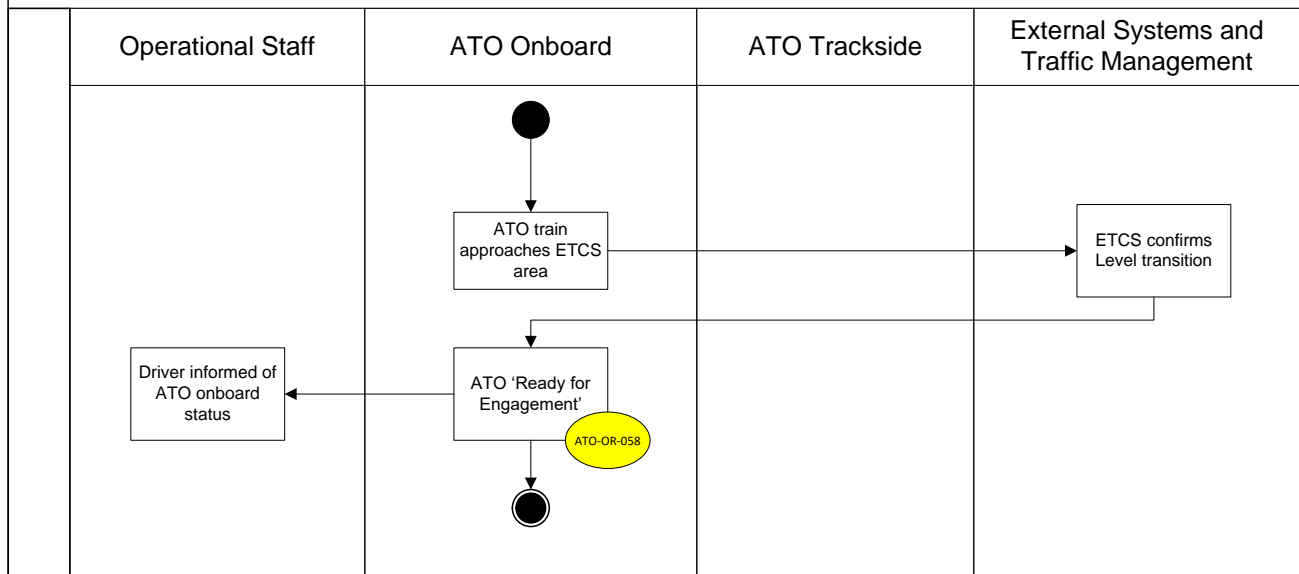 Operational Staff
ATO Onboard
ATO Trackside
External Systems and
Traffic Management
ATO train
approaches ETCS
area
ETCS confirms
Level transition
Driver informed of
ATO onboard
status
ATO ‘Ready for
Engagement’
ATO-OR-058